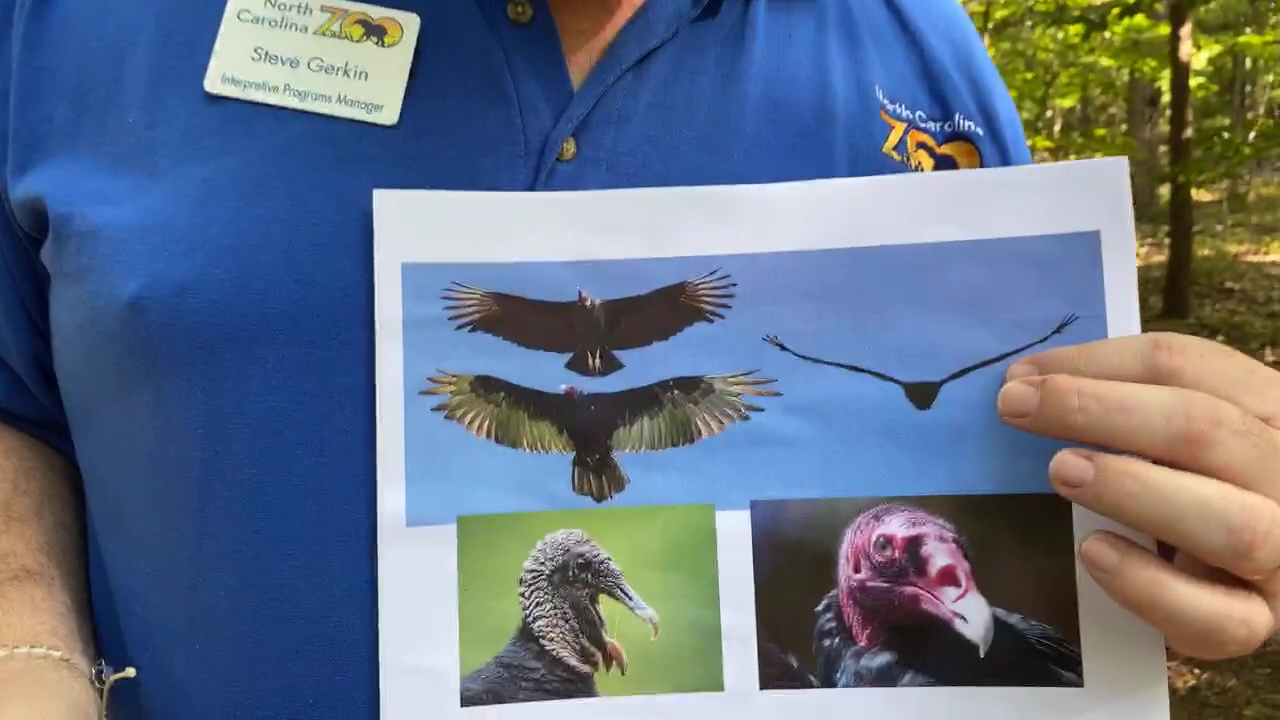 North
Carolina ZOO
Steve Gerkin
Interpretive Programs Manager
North Carolina
ZOO